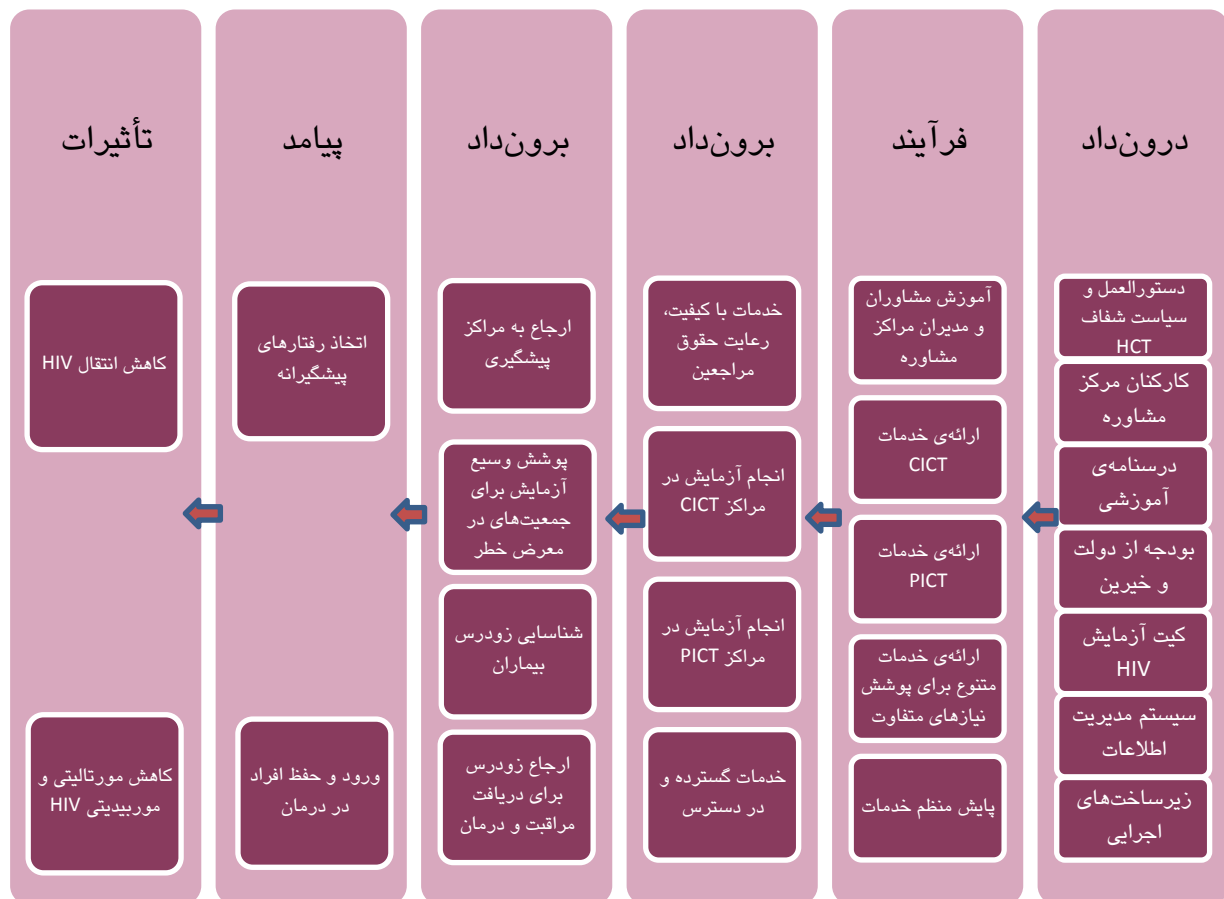 درون‌داد
دستورالعمل و
سیاست شفاف
HCT
کارکنان مرکز
مشاوره
درسنامه‌ی
آموزشی
بودجه از دولت
و خیرین
کیت آزمایش
HIV
سیستم مدیریت
اطلاعات
زیرساخت‌های
اجرایی
فرآیند
آموزش مشاوران
و مدیران مراکز
مشاوره
ارائه‌ی خدمات
CICT
ارائه‌ی خدمات
PICT
ارائه‌ی خدمات
متنوع برای پوشش
نیازهای متفاوت
پایش منظم خدمات
برون‌داد
خدمات با کیفیت،
رعایت حقوق
مراجعین
انجام آزمایش در
مراکز CICT
انجام آزمایش در
مراکز PICT
خدمات گسترده و
در دسترس
برون‌داد
ارجاع به مراکز
پیشگیری
پوشش وسیع
آزمایش برای
جمعیت‌های در
معرض خطر
شناسایی زودرس
بیماران
ارجاع زودرس
برای دریافت
مراقبت و درمان
پیامد
اتخاذ رفتارهای
پیشگیرانه
ورود و حفظ افراد
در درمان
تأثیرات
کاهش انتقال HIV
کاهش مورتالیتی و
موربیدیتی HIV